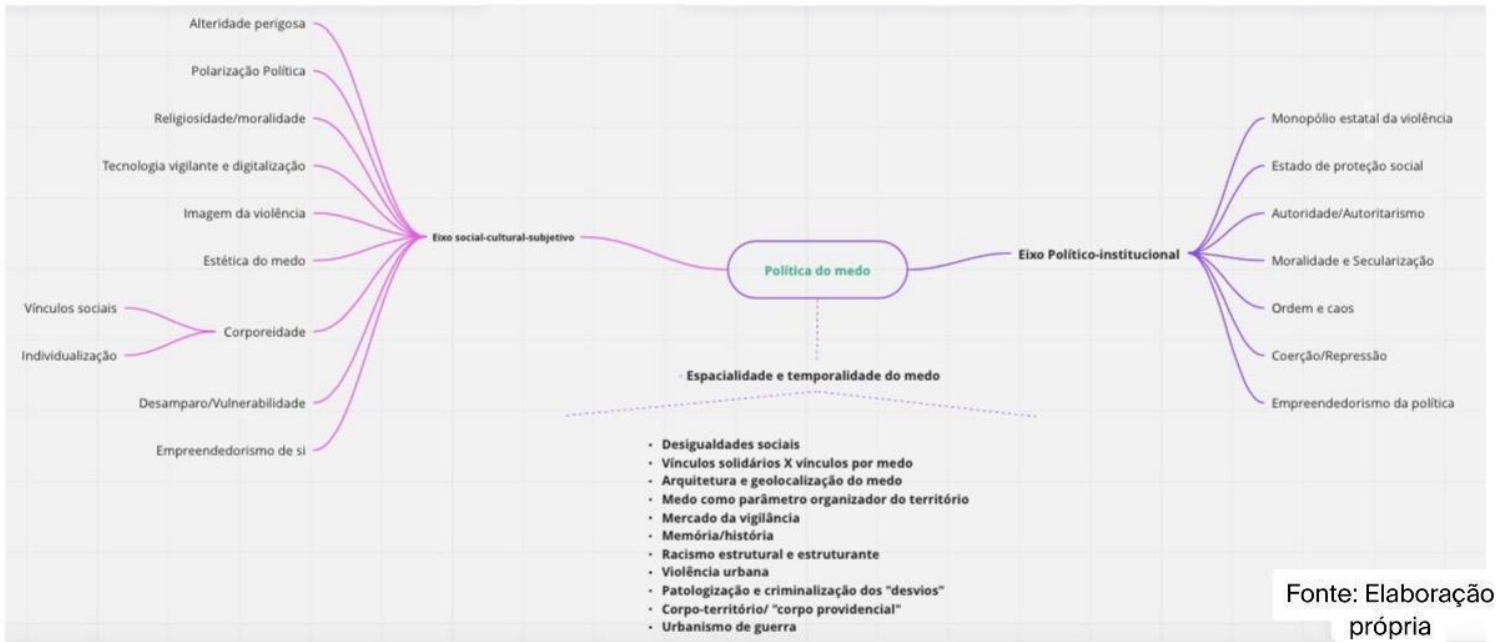 Alteridade perigosa
Polarização Política
Religiosidade/moralidade
Tecnologia vigilante e digitalização
Imagem da violência
Estética do medo
Vínculos sociais
Individualização
Corporeidade
Desamparo/Vulnerabilidade
Empreendedorismo de si
Eixo social-cultural-subjetivo
Política do medo
Eixo Político-institucional
Monopólio estatal da violência
Estado de proteção social
Autoridade/Autoritarismo
Moralidade e Secularização
Ordem e caos
Coerção/Repressão
Empreendedorismo da política
Espacialidade e temporalidade do medo
• Desigualdades sociais
• Vínculos solidários X vínculos por medo
• Arquitetura e geolocalização do medo
• Medo como parâmetro organizador do território
• Mercado da vigilância
• Memória/história
• Racismo estrutural e estruturante
• Violência urbana
• Patologização e criminalização dos "desvios"
• Corpo-território/ "corpo providencial"
• Urbanismo de guerra
Fonte: Elaboração
própria